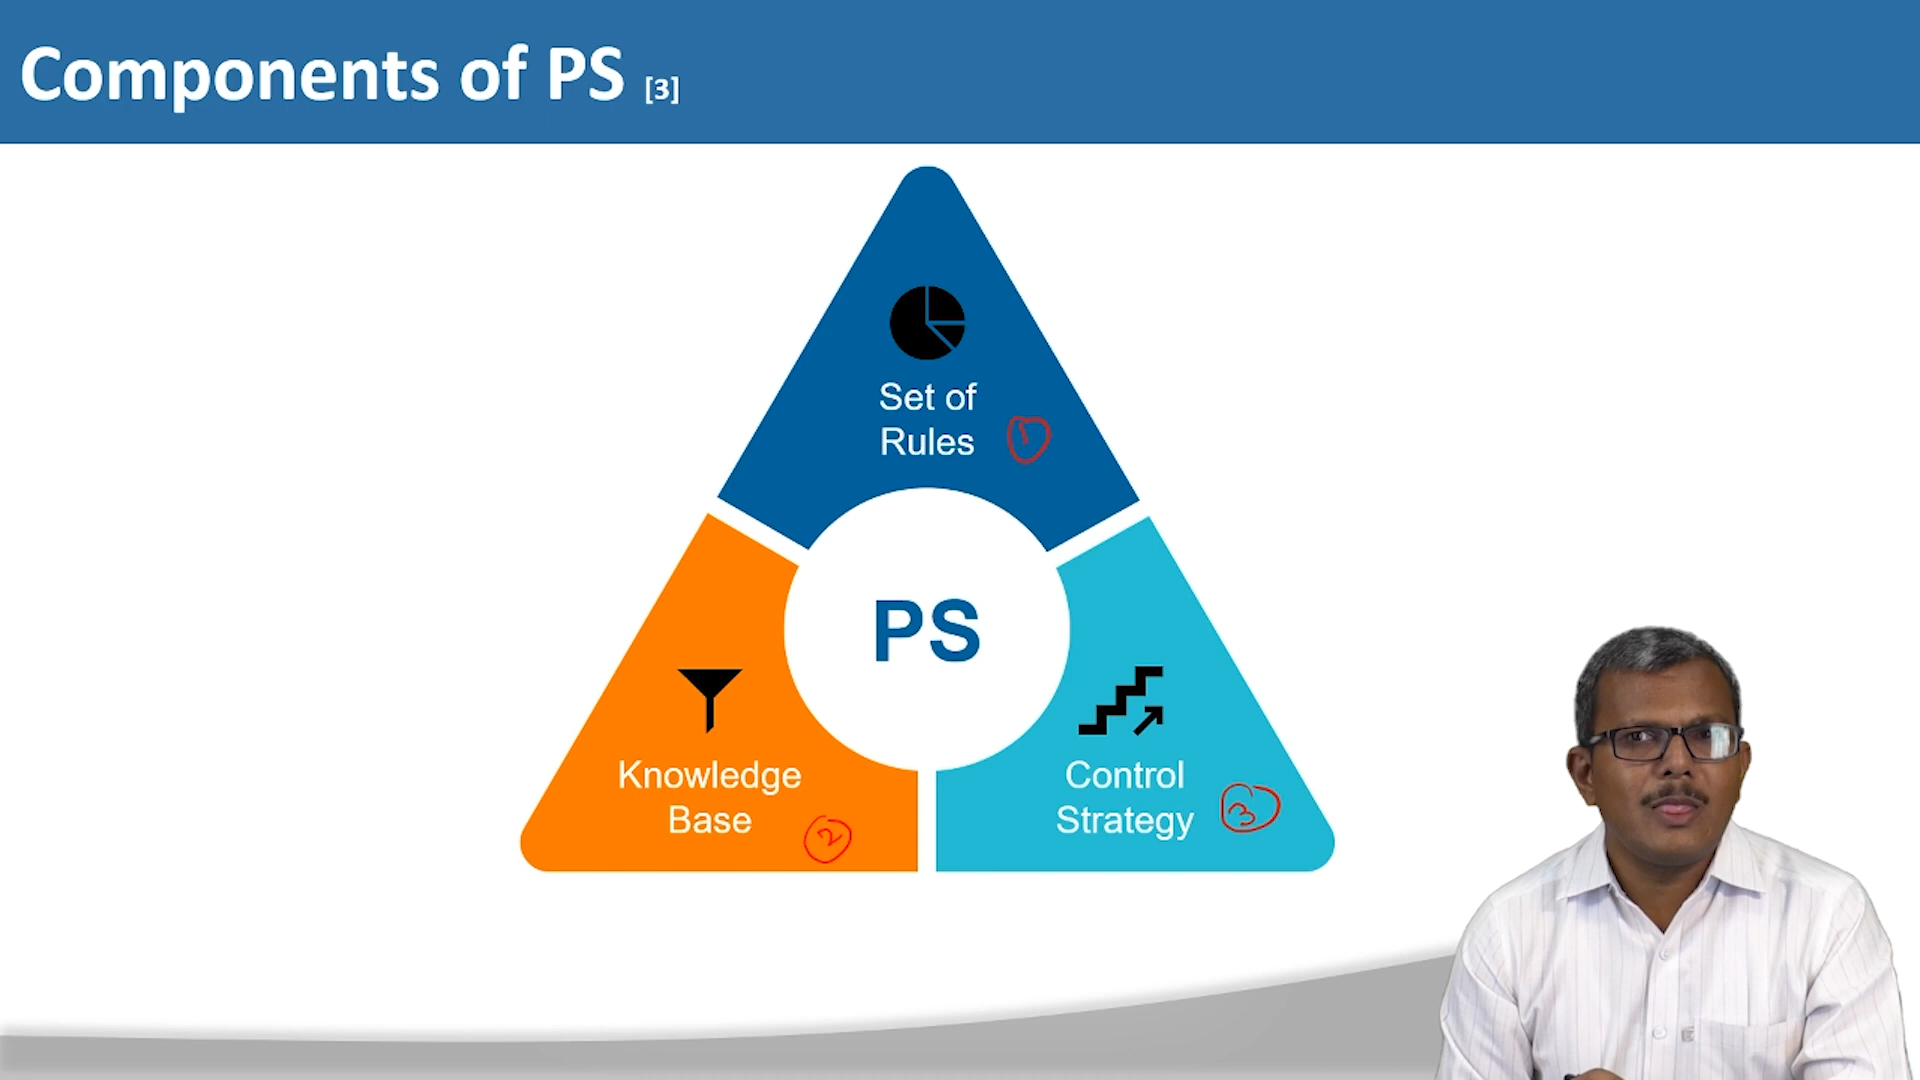 Components of PS [3]
Set of
Rules
1
PS
Knowledge
Base
2
Control
Strategy
3